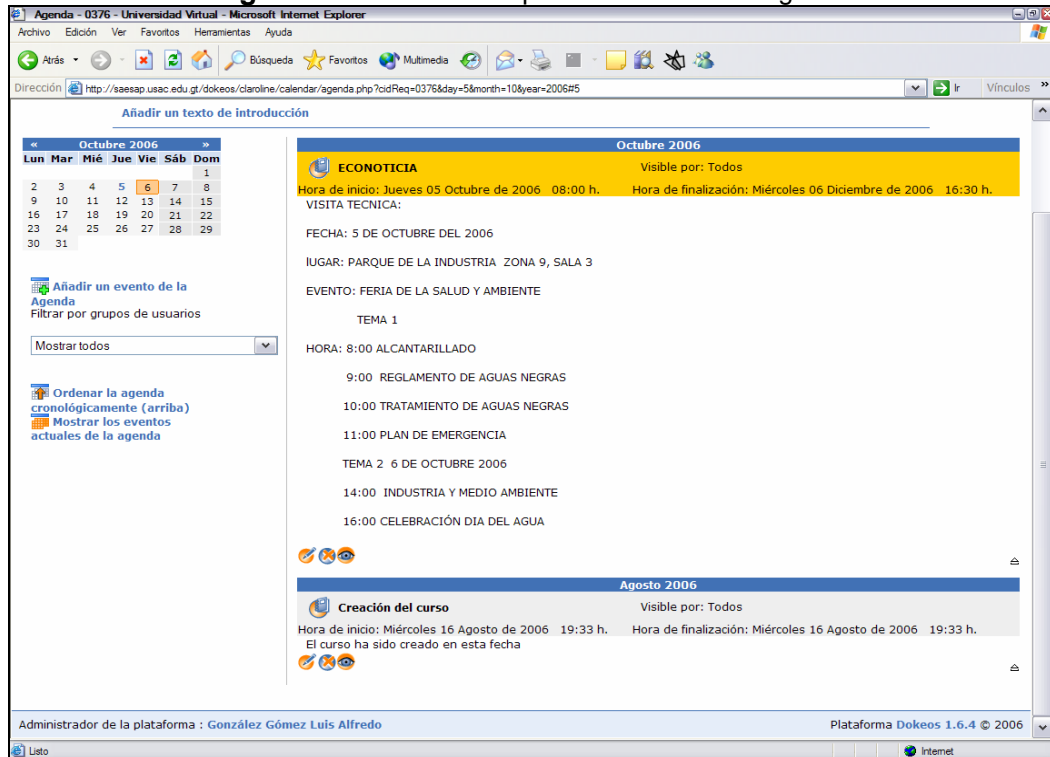 Agenda - 0376 - Universidad Virtual - Microsoft Internet Explorer
Archivo Edición Ver Favoritos Herramientas Ayuda
Atrás Búsqueda Favoritos Multimedia
Dirección http://saesap.usac.edu.gt/dokeos/claroline/calendar/agenda.php?cidReq=0376&day=5&month=10&year=2006#5 Ir Vínculos »
Añadir un texto de introducción
« Octubre 2006 »
Lun Mar Mié Jue Vie Sáb Dom
1
2 3 4 5 6 7 8
9 10 11 12 13 14 15
16 17 18 19 20 21 22
23 24 25 26 27 28 29
30 31
Añadir un evento de la
Agenda
Filtrar por grupos de usuarios
Mostrar todos
Ordenar la agenda
cronológicamente (arriba)
Mostrar los eventos
actuales de la agenda
Octubre 2006
ECONOTICIA Visible por: Todos
Hora de inicio: Jueves 05 Octubre de 2006 08:00 h. Hora de finalización: Miércoles 06 Diciembre de 2006 16:30 h.
VISITA TECNICA:
FECHA: 5 DE OCTUBRE DEL 2006
lUGAR: PARQUE DE LA INDUSTRIA ZONA 9, SALA 3
EVENTO: FERIA DE LA SALUD Y AMBIENTE
TEMA 1
HORA: 8:00 ALCANTARILLADO
9:00 REGLAMENTO DE AGUAS NEGRAS
10:00 TRATAMIENTO DE AGUAS NEGRAS
11:00 PLAN DE EMERGENCIA
TEMA 2 6 DE OCTUBRE 2006
14:00 INDUSTRIA Y MEDIO AMBIENTE
16:00 CELEBRACIÓN DIA DEL AGUA
Agosto 2006
Creación del curso Visible por: Todos
Hora de inicio: Miércoles 16 Agosto de 2006 19:33 h. Hora de finalización: Miércoles 16 Agosto de 2006 19:33 h.
El curso ha sido creado en esta fecha
Administrador de la plataforma : González Gómez Luis Alfredo Plataforma Dokeos 1.6.4 © 2006
Listo Internet